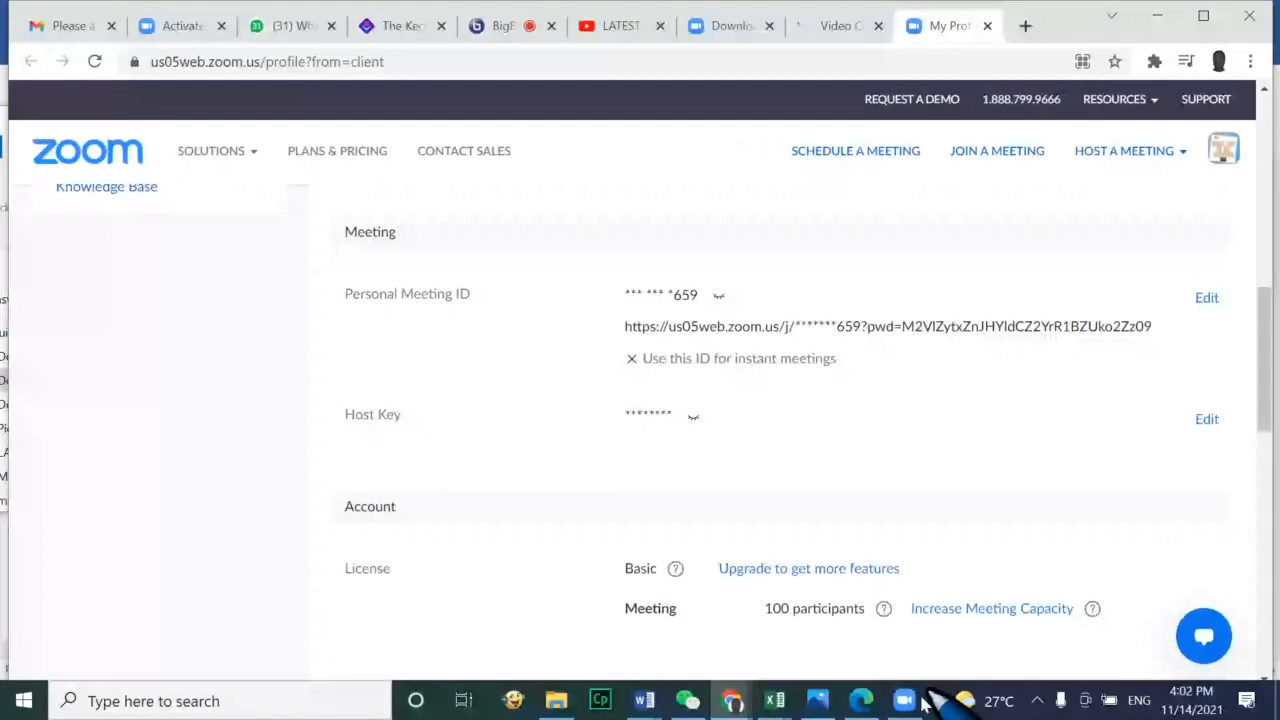 Please a
Activate
(31) Wh
The Kec
BigB
LATEST
Downlo
Video C
My Prof
us05web.zoom.us/profile?from=client
REQUEST A DEMO 1.888.799.9666 RESOURCES SUPPORT
zoom SOLUTIONS PLANS & PRICING CONTACT SALES SCHEDULE A MEETING JOIN A MEETING HOST A MEETING
Knowledge Base
Meeting
Personal Meeting ID *** *** *659 Edit
https://us05web.zoom.us/j/*******659?pwd=M2VlZytxZnJHYldCZ2YrR1BZUko2Zz09
Use this ID for instant meetings
Host Key ******** Edit
Account
License Basic Upgrade to get more features
Meeting 100 participants Increase Meeting Capacity
Type here to search
Cp
27°C
ENG
4:02 PM
11/14/2021